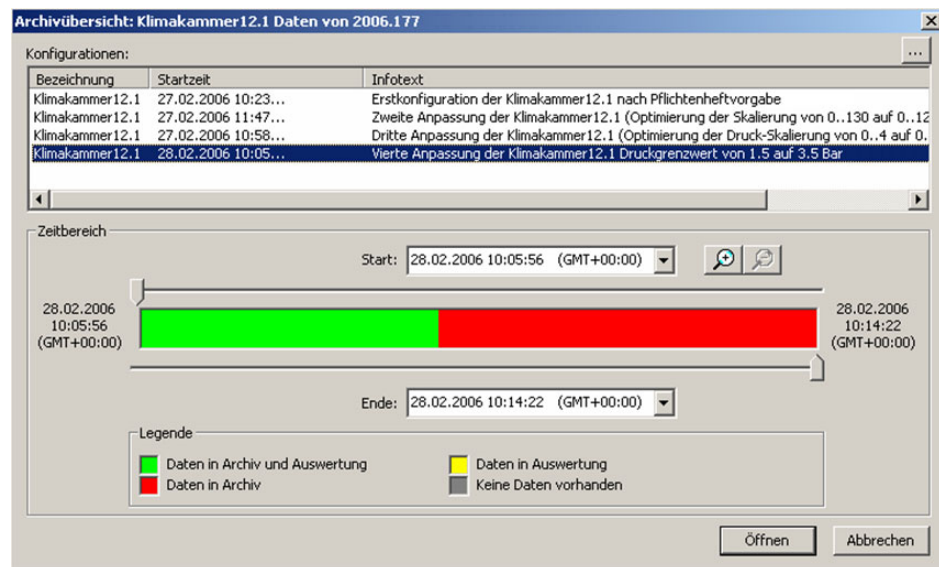 Archivübersicht: Klimakammer12.1 Daten von 2006.177
Konfigurationen:
...
Bezeichnung Startzeit Infotext
Klimakammer12.1 27.02.2006 10:23... Erstkonfiguration der Klimakammer12.1 nach Pflichtenheftvorgabe
Klimakammer12.1 27.02.2006 11:47... Zweite Anpassung der Klimakammer12.1 (Optimierung der Skalierung von 0..130 auf 0..12
Klimakammer12.1 27.02.2006 10:58... Dritte Anpassung der Klimakammer12.1 (Optimierung der Druck-Skalierung von 0..4 auf 0.
Klimakammer12.1 28.02.2006 10:05... Vierte Anpassung der Klimakammer12.1 Druckgrenzwert von 1.5 auf 3.5 Bar
Zeitbereich
Start: 28.02.2006 10:05:56 (GMT+00:00)
28.02.2006
10:05:56
(GMT+00:00)
28.02.2006
10:14:22
(GMT+00:00)
Ende: 28.02.2006 10:14:22 (GMT+00:00)
Legende
Daten in Archiv und Auswertung Daten in Auswertung
Daten in Archiv Keine Daten vorhanden
Öffnen Abbrechen